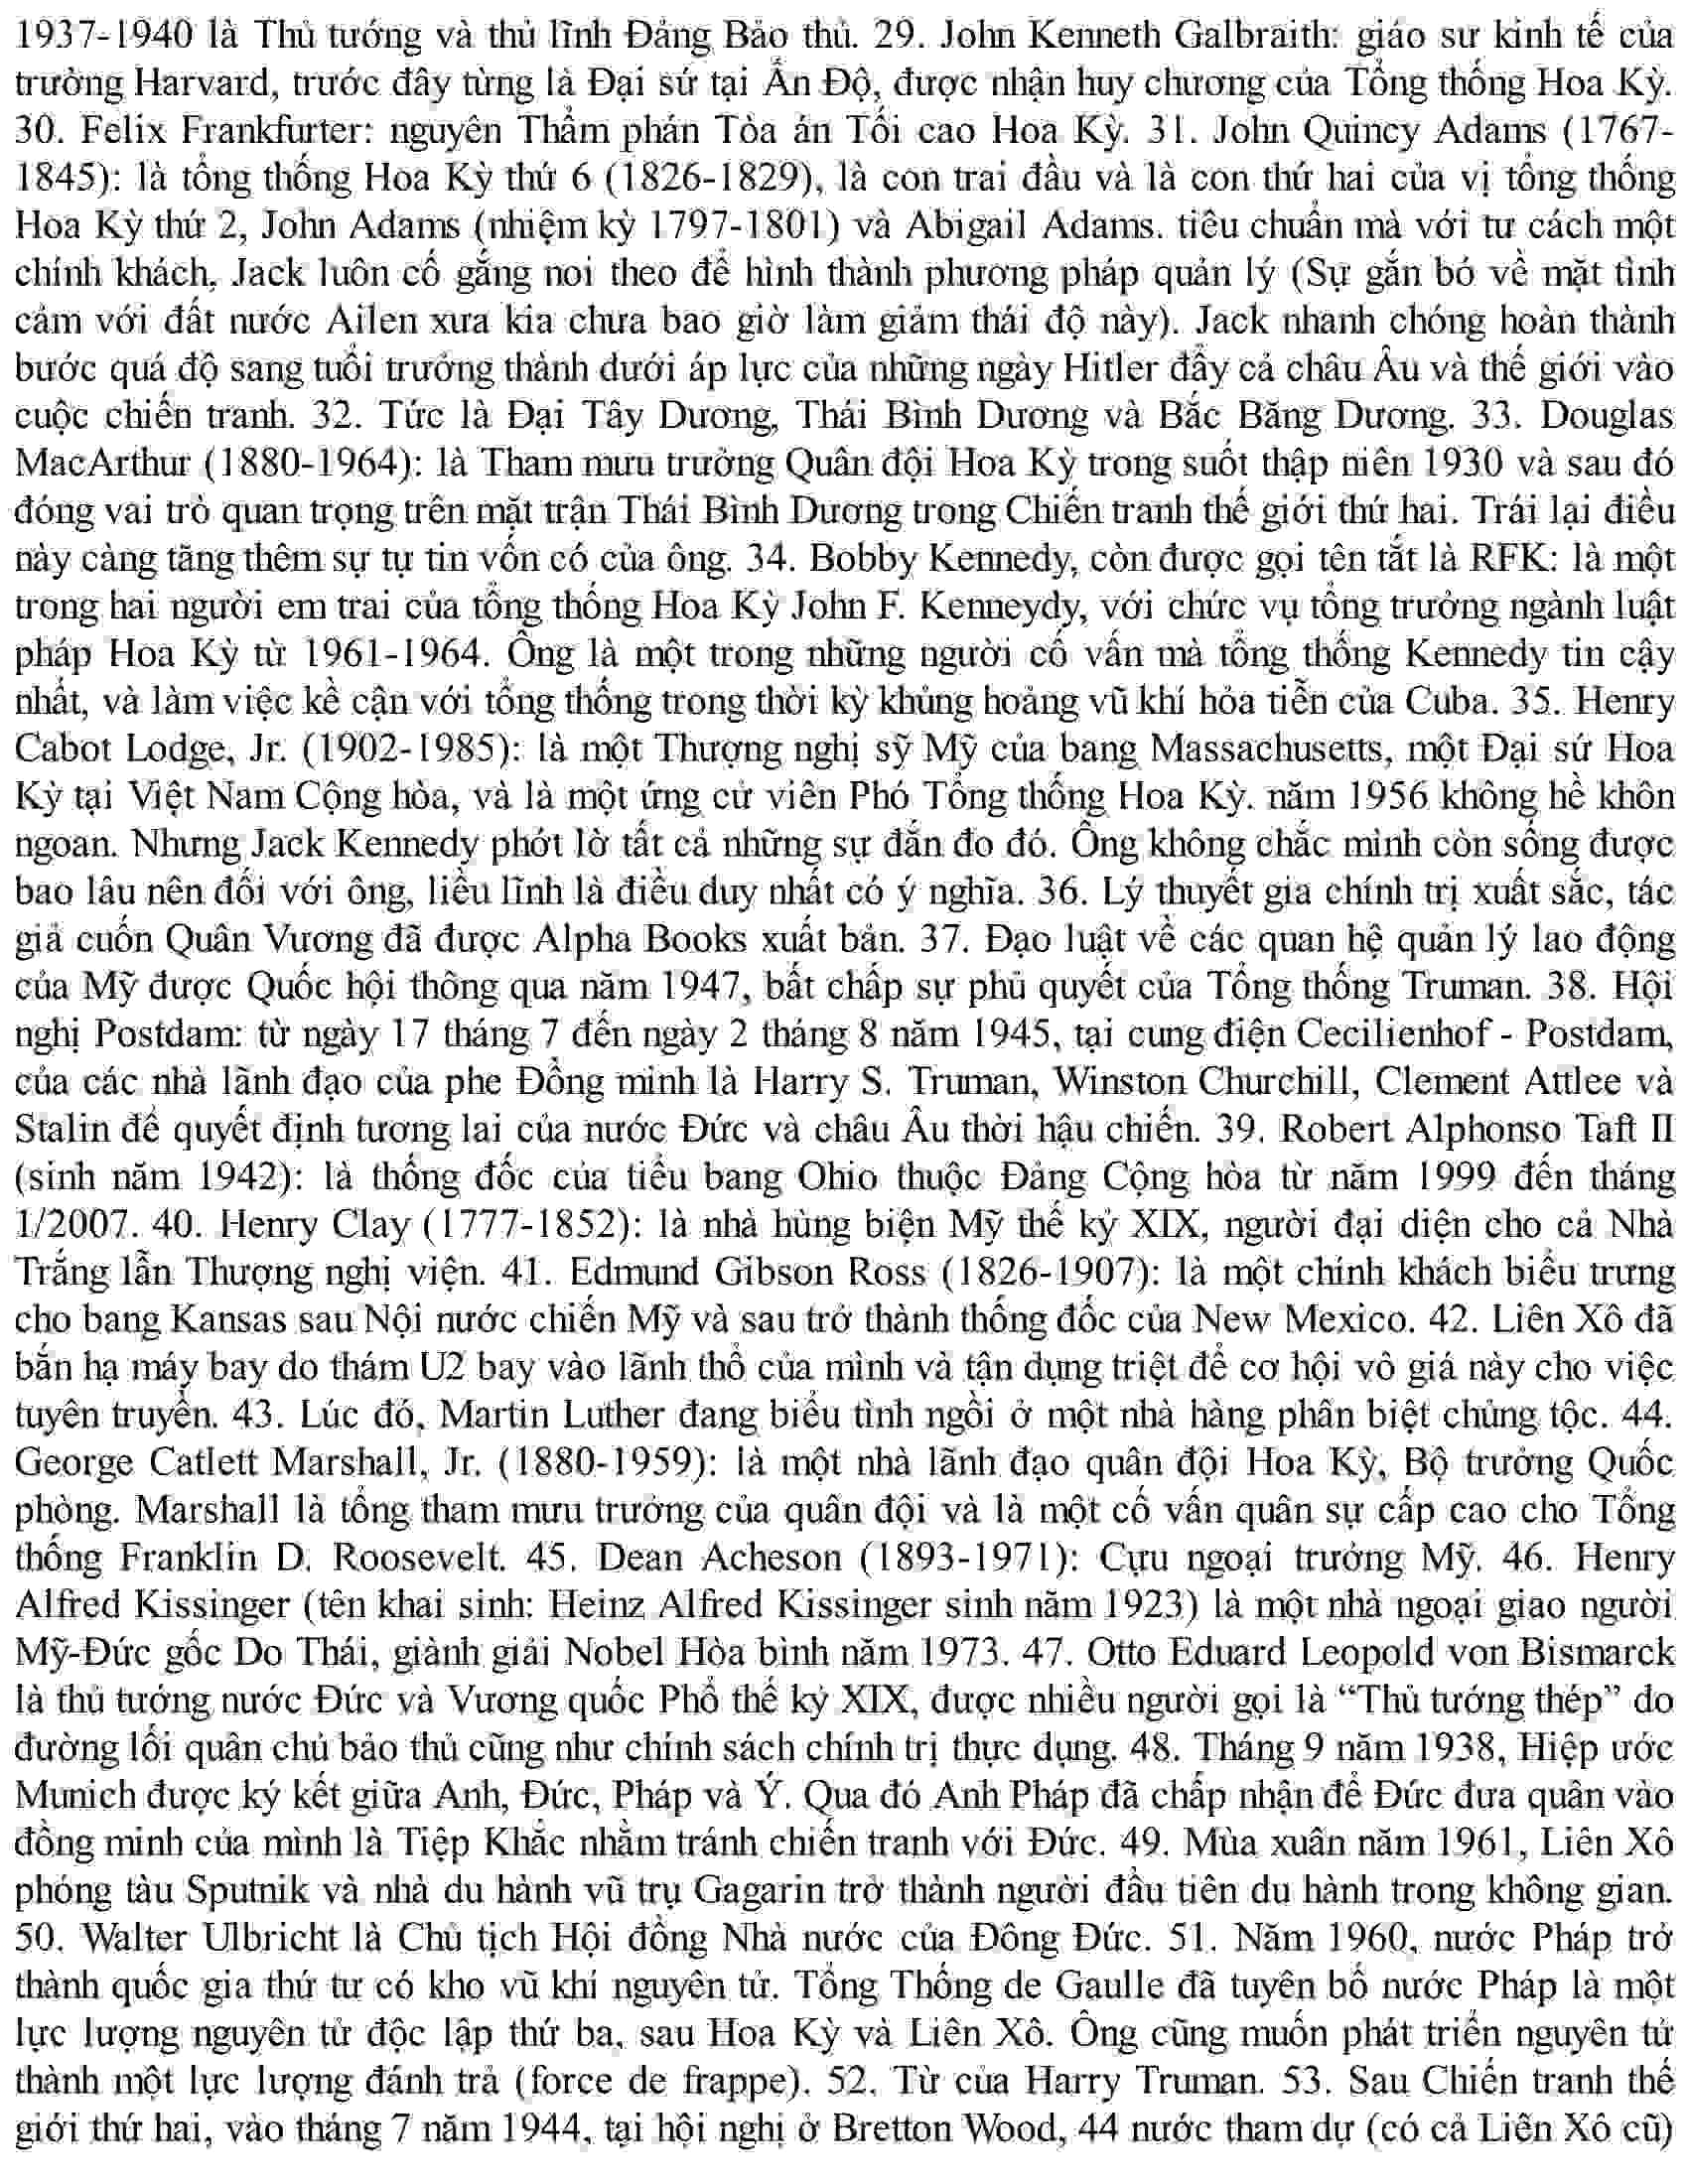 1937-1940 là Thủ tướng và thủ lĩnh Đảng Bảo thủ. 29. John Kenneth Galbraith: giáo sư kinh tế của
trường Harvard, trước đây từng là Đại sứ tại Ấn Độ, được nhận huy chương của Tổng thống Hoa Kỳ.
30. Felix Frankfurter: nguyên Thẩm phán Tòa án Tối cao Hoa Kỳ. 31. John Quincy Adams (1767-
1845): là tổng thống Hoa Kỳ thứ 6 (1826-1829), là con trai đầu và là con thứ hai của vị tổng thống
Hoa Kỳ thứ 2, John Adams (nhiệm kỳ 1797-1801) và Abigail Adams. tiêu chuẩn mà với tư cách một
chính khách, Jack luôn cố gắng noi theo để hình thành phương pháp quản lý (Sự gắn bó về mặt tình
cảm với đất nước Ailen xưa kia chưa bao giờ làm giảm thái độ này). Jack nhanh chóng hoàn thành
bước quá độ sang tuổi trưởng thành dưới áp lực của những ngày Hitler đẩy cả châu Âu và thế giới vào
cuộc chiến tranh. 32. Tức là Đại Tây Dương, Thái Bình Dương và Bắc Băng Dương. 33. Douglas
MacArthur (1880-1964): là Tham mưu trưởng Quân đội Hoa Kỳ trong suốt thập niên 1930 và sau đó
đóng vai trò quan trọng trên mặt trận Thái Bình Dương trong Chiến tranh thế giới thứ hai. Trái lại điều
này càng tăng thêm sự tự tin vốn có của ông. 34. Bobby Kennedy, còn được gọi tên tắt là RFK: là một
trong hai người em trai của tổng thống Hoa Kỳ John F. Kenneydy, với chức vụ tổng trưởng ngành luật
pháp Hoa Kỳ từ 1961-1964. Ông là một trong những người cố vấn mà tổng thống Kennedy tin cậy
nhất, và làm việc kề cận với tổng thống trong thời kỳ khủng hoảng vũ khí hỏa tiễn của Cuba. 35. Henry
Cabot Lodge, Jr. (1902-1985): là một Thượng nghị sỹ Mỹ của bang Massachusetts, một Đại sứ Hoa
Kỳ tại Việt Nam Cộng hòa, và là một ứng cử viên Phó Tổng thống Hoa Kỳ. năm 1956 không hề khôn
ngoan. Nhưng Jack Kennedy phớt lờ tất cả những sự đắn đo đó. Ông không chắc mình còn sống được
bao lâu nên đối với ông, liều lĩnh là điều duy nhất có ý nghĩa. 36. Lý thuyết gia chính trị xuất sắc, tác
giả cuốn Quân Vương đã được Alpha Books xuất bản. 37. Đạo luật về các quan hệ quản lý lao động
của Mỹ được Quốc hội thông qua năm 1947, bất chấp sự phủ quyết của Tổng thống Truman. 38. Hội
nghị Postdam: từ ngày 17 tháng 7 đến ngày 2 tháng 8 năm 1945, tại cung điện Cecilienhof - Postdam,
của các nhà lãnh đạo của phe Đồng minh là Harry S. Truman, Winston Churchill, Clement Attlee và
Stalin để quyết định tương lai của nước Đức và châu Âu thời hậu chiến. 39. Robert Alphonso Taft II
(sinh năm 1942): là thống đốc của tiểu bang Ohio thuộc Đảng Cộng hòa từ năm 1999 đến tháng
1/2007. 40. Henry Clay (1777-1852): là nhà hùng biện Mỹ thế kỷ XIX, người đại diện cho cả Nhà
Trắng lẫn Thượng nghị viện. 41. Edmund Gibson Ross (1826-1907): là một chính khách biểu trưng
cho bang Kansas sau Nội nước chiến Mỹ và sau trở thành thống đốc của New Mexico. 42. Liên Xô đã
bắn hạ máy bay do thám U2 bay vào lãnh thổ của mình và tận dụng triệt để cơ hội vô giá này cho việc
tuyên truyền. 43. Lúc đó, Martin Luther đang biểu tình ngồi ở một nhà hàng phân biệt chủng tộc. 44.
George Catlett Marshall, Jr. (1880-1959): là một nhà lãnh đạo quân đội Hoa Kỳ, Bộ trưởng Quốc
phòng. Marshall là tổng tham mưu trưởng của quân đội và là một cố vấn quân sự cấp cao cho Tổng
thống Franklin D. Roosevelt. 45. Dean Acheson (1893-1971): Cựu ngoại trưởng Mỹ. 46. Henry
Alfred Kissinger (tên khai sinh: Heinz Alfred Kissinger sinh năm 1923) là một nhà ngoại giao người
Mỹ-Đức gốc Do Thái, giành giải Nobel Hòa bình năm 1973. 47. Otto Eduard Leopold von Bismarck
là thủ tướng nước Đức và Vương quốc Phổ thế kỷ XIX, được nhiều người gọi là “Thủ tướng thép” do
đường lối quân chủ bảo thủ cũng như chính sách chính trị thực dụng. 48. Tháng 9 năm 1938, Hiệp ước
Munich được ký kết giữa Anh, Đức, Pháp và Ý. Qua đó Anh Pháp đã chấp nhận để Đức đưa quân vào
đồng minh của mình là Tiệp Khắc nhằm tránh chiến tranh với Đức. 49. Mùa xuân năm 1961, Liên Xô
phóng tàu Sputnik và nhà du hành vũ trụ Gagarin trở thành người đầu tiên du hành trong không gian.
50. Walter Ulbricht là Chủ tịch Hội đồng Nhà nước của Đông Đức. 51. Năm 1960, nước Pháp trở
thành quốc gia thứ tư có kho vũ khí nguyên tử. Tổng Thống de Gaulle đã tuyên bố nước Pháp là một
lực lượng nguyên tử độc lập thứ ba, sau Hoa Kỳ và Liên Xô. Ông cũng muốn phát triển nguyên tử
thành một lực lượng đánh trả (force de frappe). 52. Từ của Harry Truman. 53. Sau Chiến tranh thế
giới thứ hai, vào tháng 7 năm 1944, tại hội nghị ở Bretton Wood, 44 nước tham dự (có cả Liên Xô cũ)